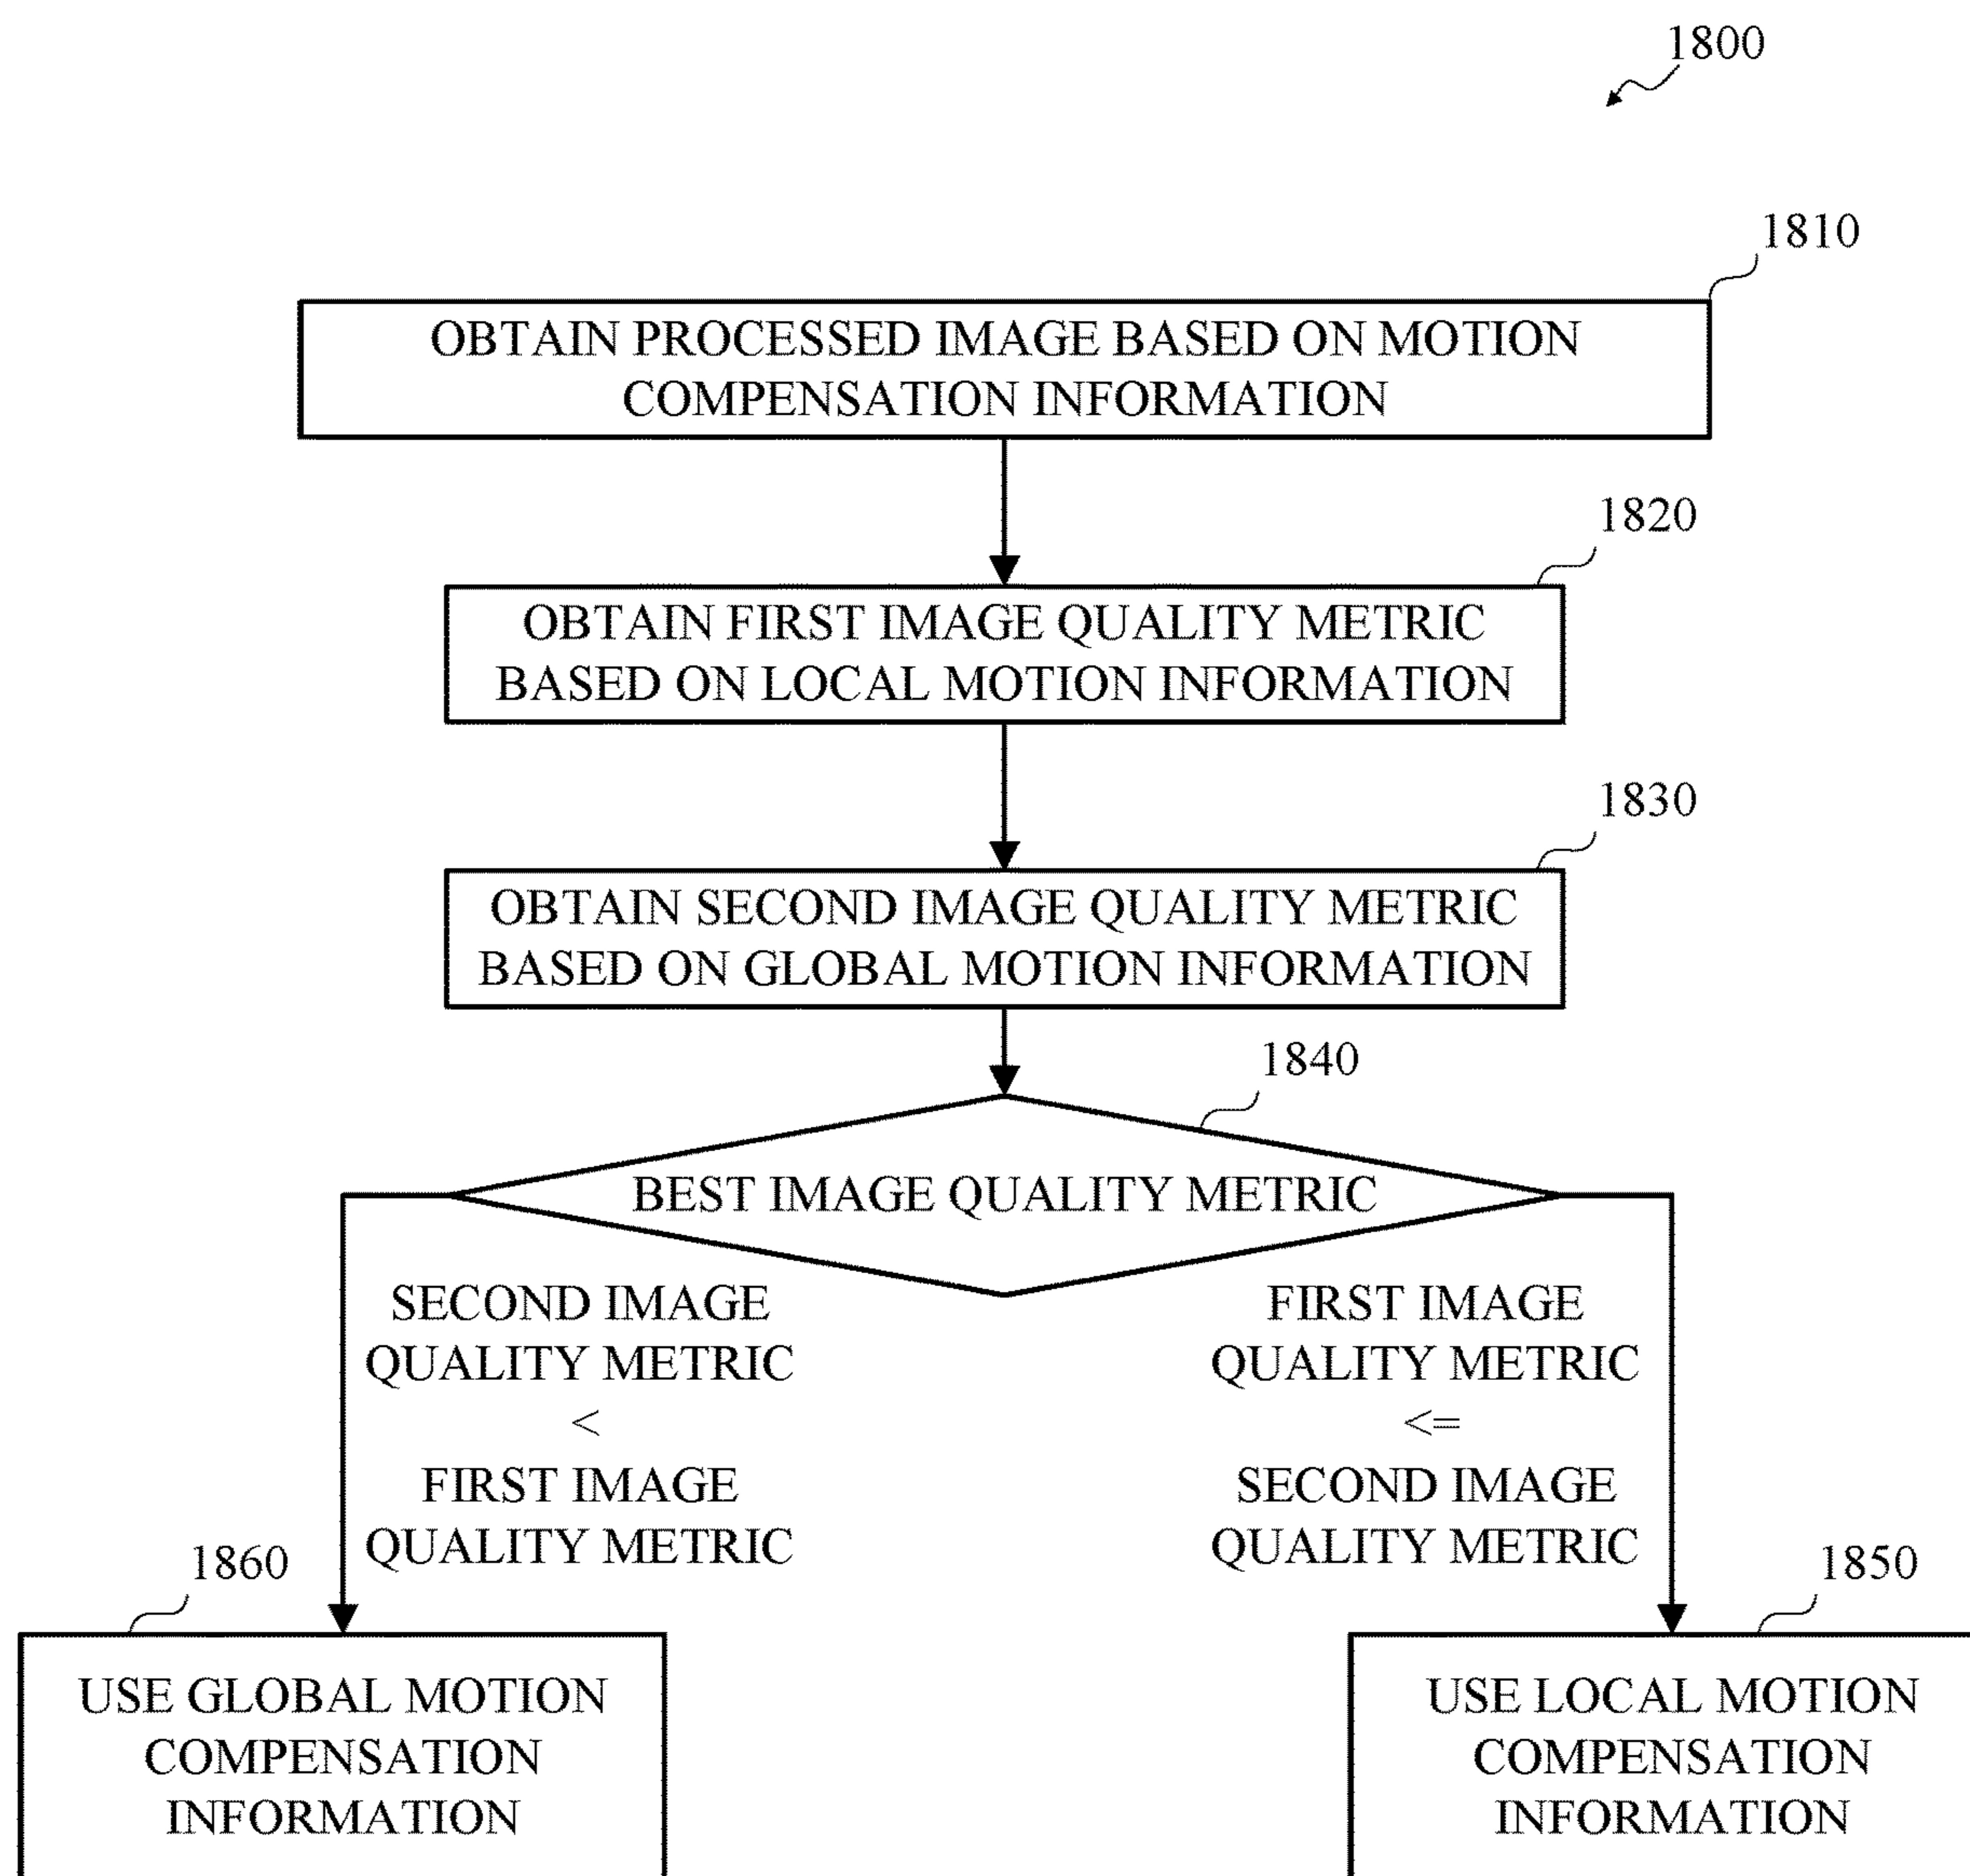 1800
1810
OBTAIN PROCESSED IMAGE BASED ON MOTION
COMPENSATION INFORMATION
1820
OBTAIN FIRST IMAGE QUALITY METRIC
BASED ON LOCAL MOTION INFORMATION
1830
OBTAIN SECOND IMAGE QUALITY METRIC
BASED ON GLOBAL MOTION INFORMATION
1840
BEST IMAGE QUALITY METRIC
SECOND IMAGE
QUALITY METRIC
<
FIRST IMAGE
QUALITY METRIC
FIRST IMAGE
QUALITY METRIC
<=
SECOND IMAGE
QUALITY METRIC
1860
USE GLOBAL MOTION
COMPENSATION
INFORMATION
1850
USE LOCAL MOTION
COMPENSATION
INFORMATION